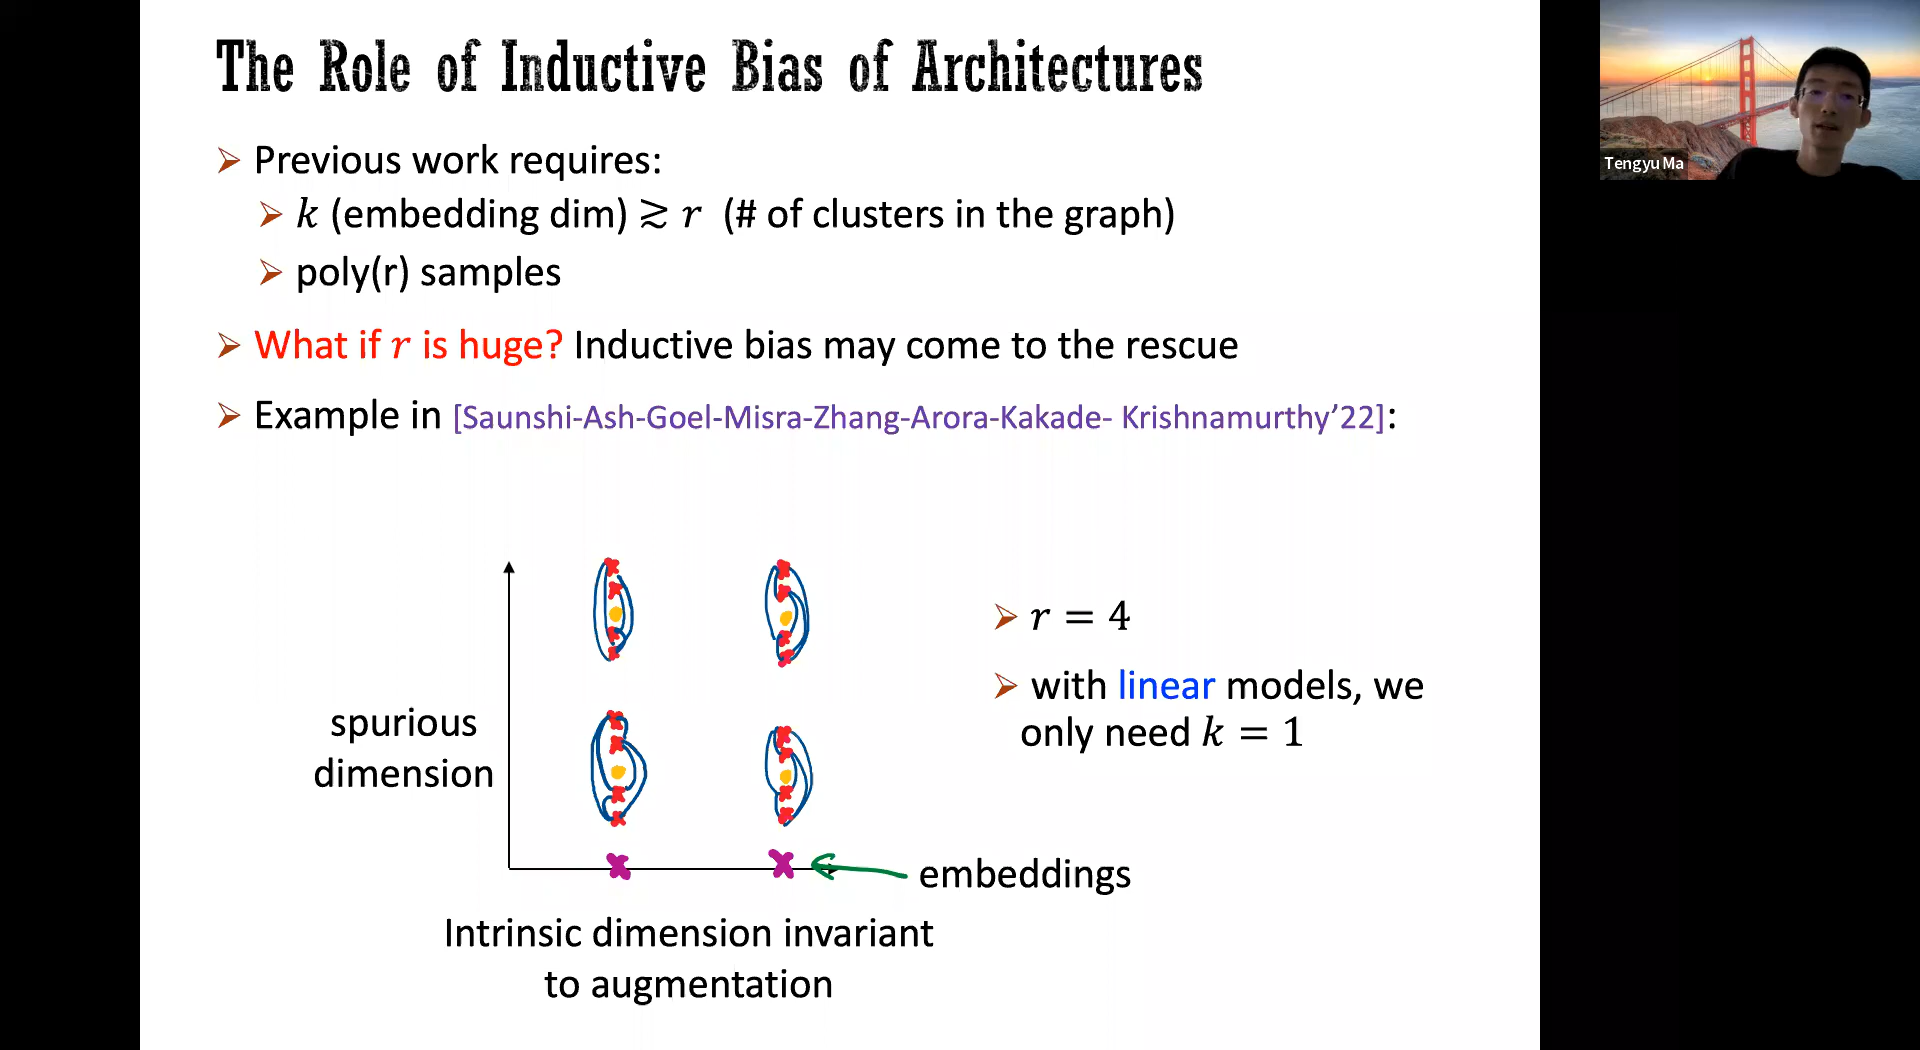 The Role of Inductive Bias of Architectures
Tengyu Ma
➢ Previous work requires:
➢ k (embedding dim) ≳ r (# of clusters in the graph)
➢ poly(r) samples
➢ What if r is huge? Inductive bias may come to the rescue
➢ Example in [Saunshi-Ash-Goel-Misra-Zhang-Arora-Kakade- Krishnamurthy’22]:
➢ r = 4
➢ with linear models, we
only need k = 1
spurious
dimension
embeddings
Intrinsic dimension invariant
to augmentation